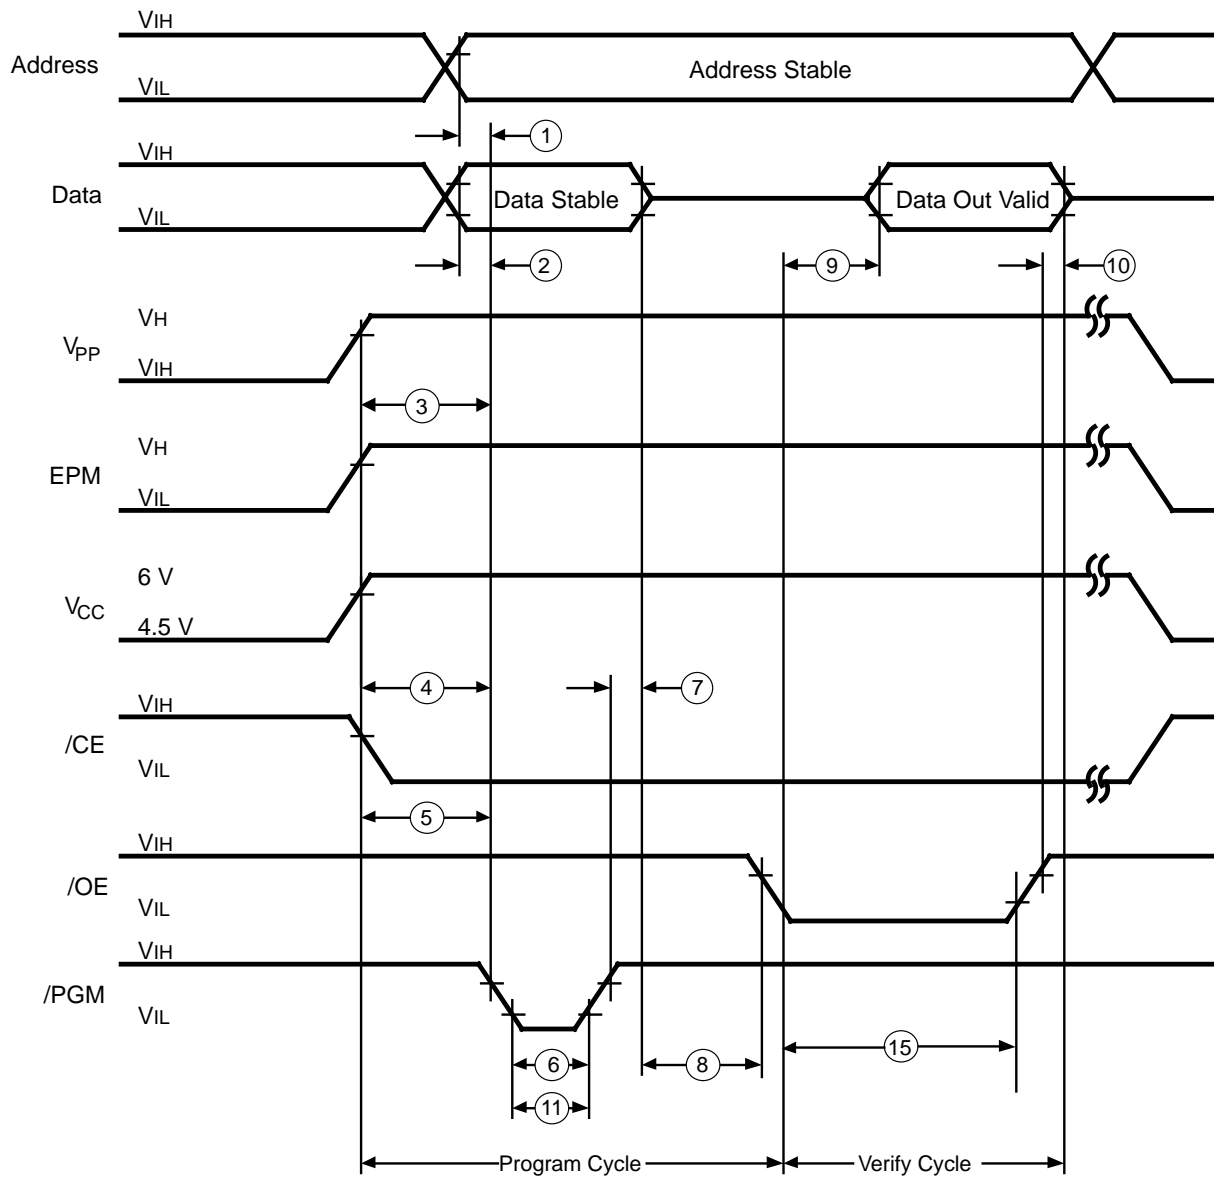 VIH
Address
Address Stable
VIL
1
VIH
Data
Data Stable
Data Out Valid
VIL
2
9
10
VH
VPP
VIH
3
VH
EPM
VIL
6 V
VCC
4.5 V
4
7
VIH
/CE
VIL
5
VIH
/OE
VIL
VIH
/PGM
VIL
6
8
15
11
Program Cycle
Verify Cycle